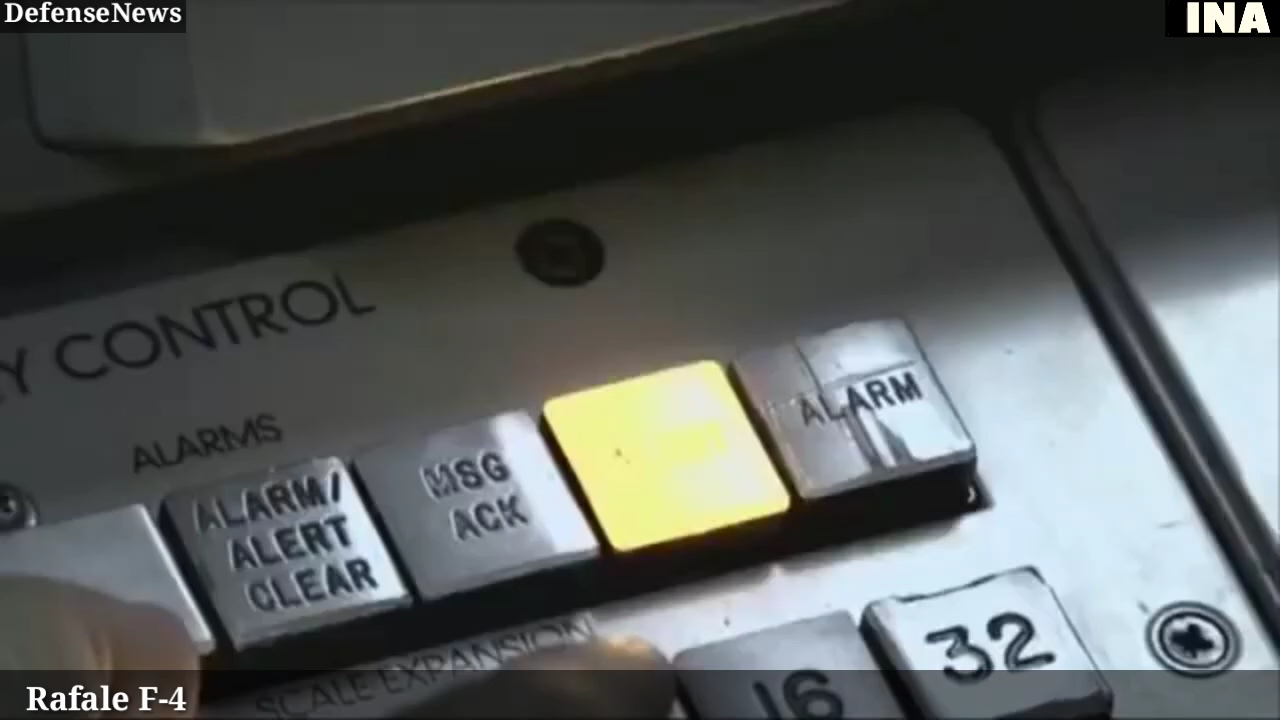 DefenseNews
INA
Y CONTROL
ALARMS
ALARM/
ALERT
CLEAR
MSG
ACK
ALARM
SCALE EXPANSION
16
32
Rafale F-4